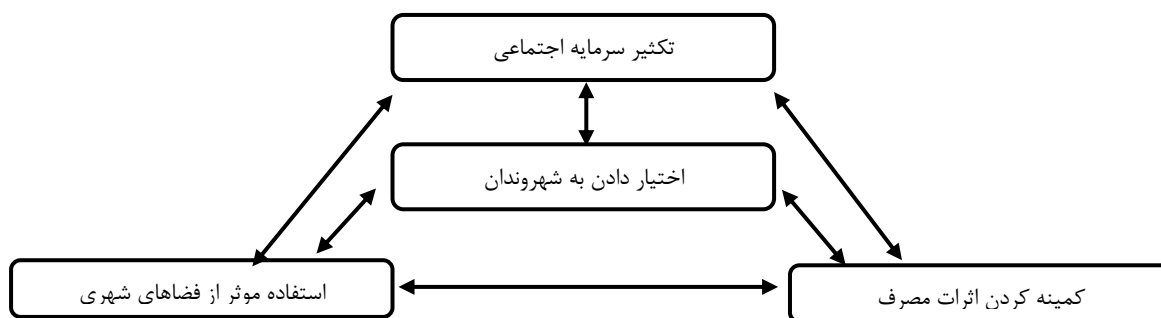 تکثیر سرمایه اجتماعی
اختیار دادن به شهروندان
استفاده موثر از فضاهای شهری
کمینه کردن اثرات مصرف